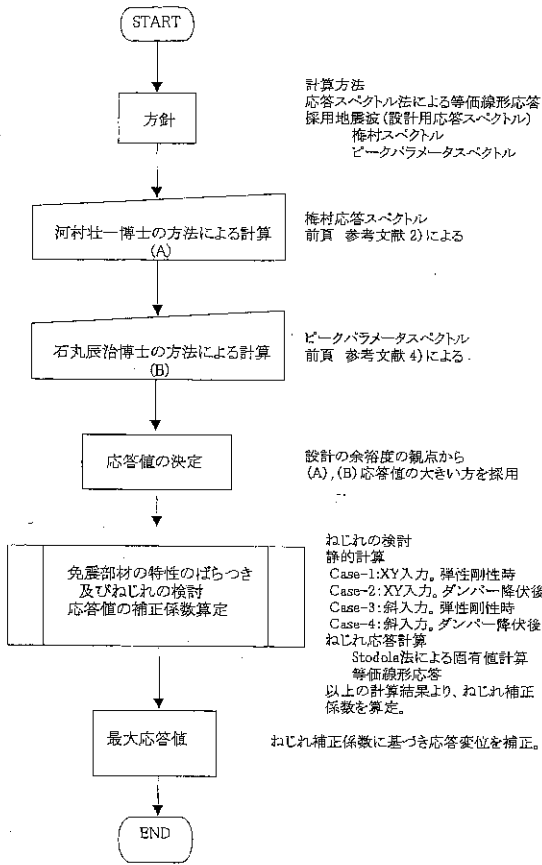 START
方針
計算方法
応答スペクトル法による等価線形応答
採用地震波(設計用応答スペクトル)
梅村スペクトル
ピークパラメータスペクトル
河村壮一博士の方法による計算
(A)
梅村応答スペクトル
前頁 参考文献2)による
石丸辰治博士の方法による計算
(B)
ピークパラメータスペクトル
前頁 参考文献4)による
応答値の決定
設計の余裕度の観点から
(A),(B)応答値の大きい方を採用
免震部材の特性のばらつき
及びねじれの検討
応答値の補正係数算定
ねじれの検討
静的計算
Case-1:XY入力。弾性剛性時
Case-2:XY入力。ダンパー降伏後
Case-3:斜入力。弾性剛性時
Case-4:斜入力。ダンパー降伏後
ねじれ応答計算
Stodola法による固有値計算
等価線形応答
以上の計算結果より、ねじれ補正
係数を算定。
最大応答値
ねじれ補正係数に基づき応答変位を補正。
END